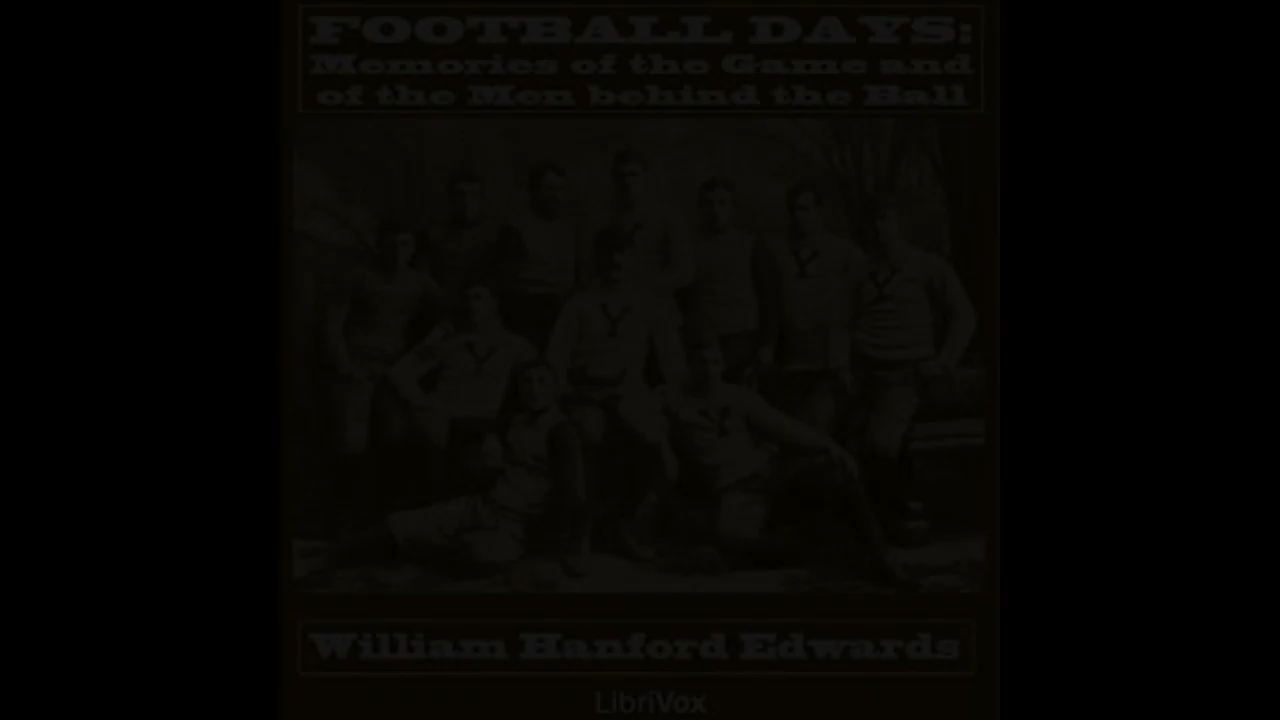 FOOTBALL DAYS:
Memories of the Game and
of the Men behind the Ball
Y
Y
Y
Y
Y
William Hanford Edwards
LibriVox